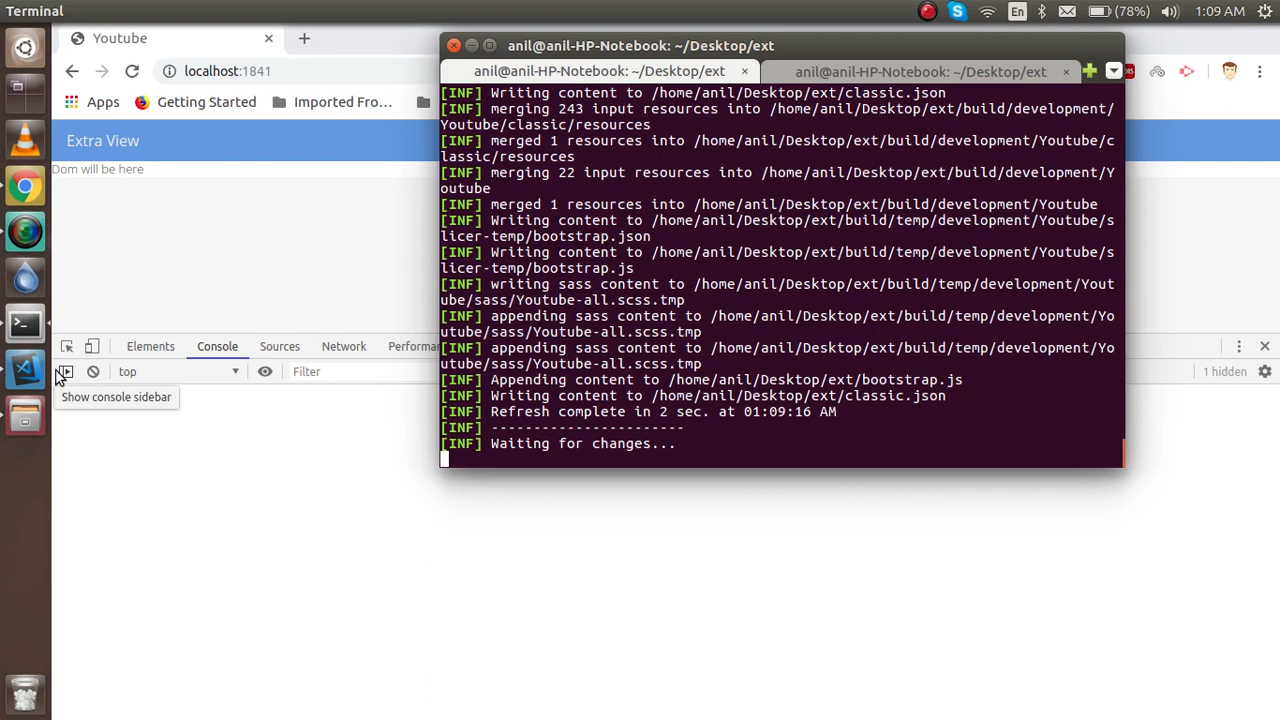 Terminal
En
(78%)
1:09 AM
Youtube
anil@anil-HP-Notebook: ~/Desktop/ext
localhost:1841
anil@anil-HP-Notebook: ~/Desktop/ext
anil@anil-HP-Notebook: ~/Desktop/ext
Apps
Getting Started
Imported Fro...
Extra View
Dom will be here
[INF] Writing content to /home/anil/Desktop/ext/classic.json
[INF] merging 243 input resources into /home/anil/Desktop/ext/build/development/
Youtube/classic/resources
[INF] merged 1 resources into /home/anil/Desktop/ext/build/development/Youtube/c
lassic/resources
[INF] merging 22 input resources into /home/anil/Desktop/ext/build/development/Y
outube
[INF] merged 1 resources into /home/anil/Desktop/ext/build/development/Youtube
[INF] Writing content to /home/anil/Desktop/ext/build/temp/development/Youtube/s
licer-temp/bootstrap.json
[INF] Writing content to /home/anil/Desktop/ext/build/temp/development/Youtube/s
licer-temp/bootstrap.js
[INF] writing sass content to /home/anil/Desktop/ext/build/temp/development/Yout
ube/sass/Youtube-all.scss.tmp
[INF] appending sass content to /home/anil/Desktop/ext/build/temp/development/Yo
utube/sass/Youtube-all.scss.tmp
[INF] appending sass content to /home/anil/Desktop/ext/build/temp/development/Yo
utube/sass/Youtube-all.scss.tmp
[INF] Appending content to /home/anil/Desktop/ext/bootstrap.js
[INF] Writing content to /home/anil/Desktop/ext/classic.json
[INF] Refresh complete in 2 sec. at 01:09:16 AM
[INF] -----------------------
[INF] Waiting for changes...
Elements
Console
Sources
Network
Performa
top
Filter
1 hidden
Show console sidebar